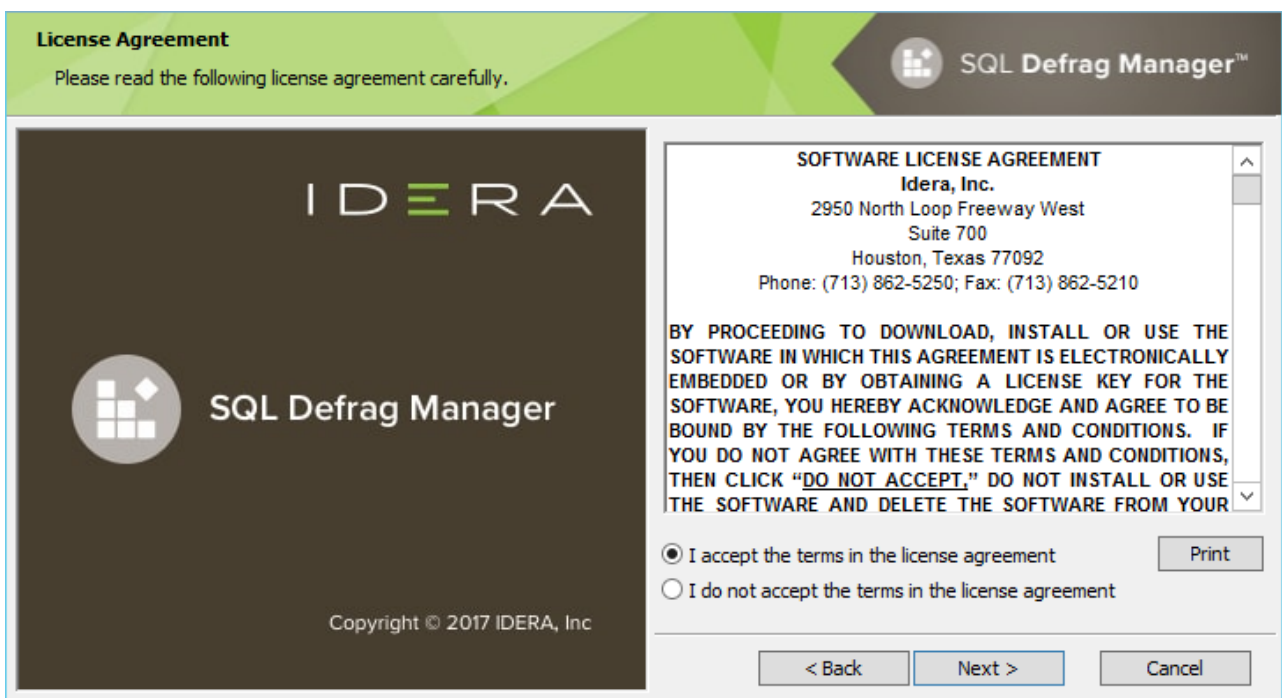 License Agreement
Please read the following license agreement carefully.
SQL Defrag Manager™
IDERA
SQL Defrag Manager
Copyright © 2017 IDERA, Inc
SOFTWARE LICENSE AGREEMENT
Idera, Inc.
2950 North Loop Freeway West
Suite 700
Houston, Texas 77092
Phone: (713) 862-5250; Fax: (713) 862-5210
BY PROCEEDING TO DOWNLOAD, INSTALL OR USE THE
SOFTWARE IN WHICH THIS AGREEMENT IS ELECTRONICALLY
EMBEDDED OR BY OBTAINING A LICENSE KEY FOR THE
SOFTWARE, YOU HEREBY ACKNOWLEDGE AND AGREE TO BE
BOUND BY THE FOLLOWING TERMS AND CONDITIONS. IF
YOU DO NOT AGREE WITH THESE TERMS AND CONDITIONS,
THEN CLICK “DO NOT ACCEPT,” DO NOT INSTALL OR USE
THE SOFTWARE AND DELETE THE SOFTWARE FROM YOUR
I accept the terms in the license agreement
Print
I do not accept the terms in the license agreement
< Back
Next >
Cancel